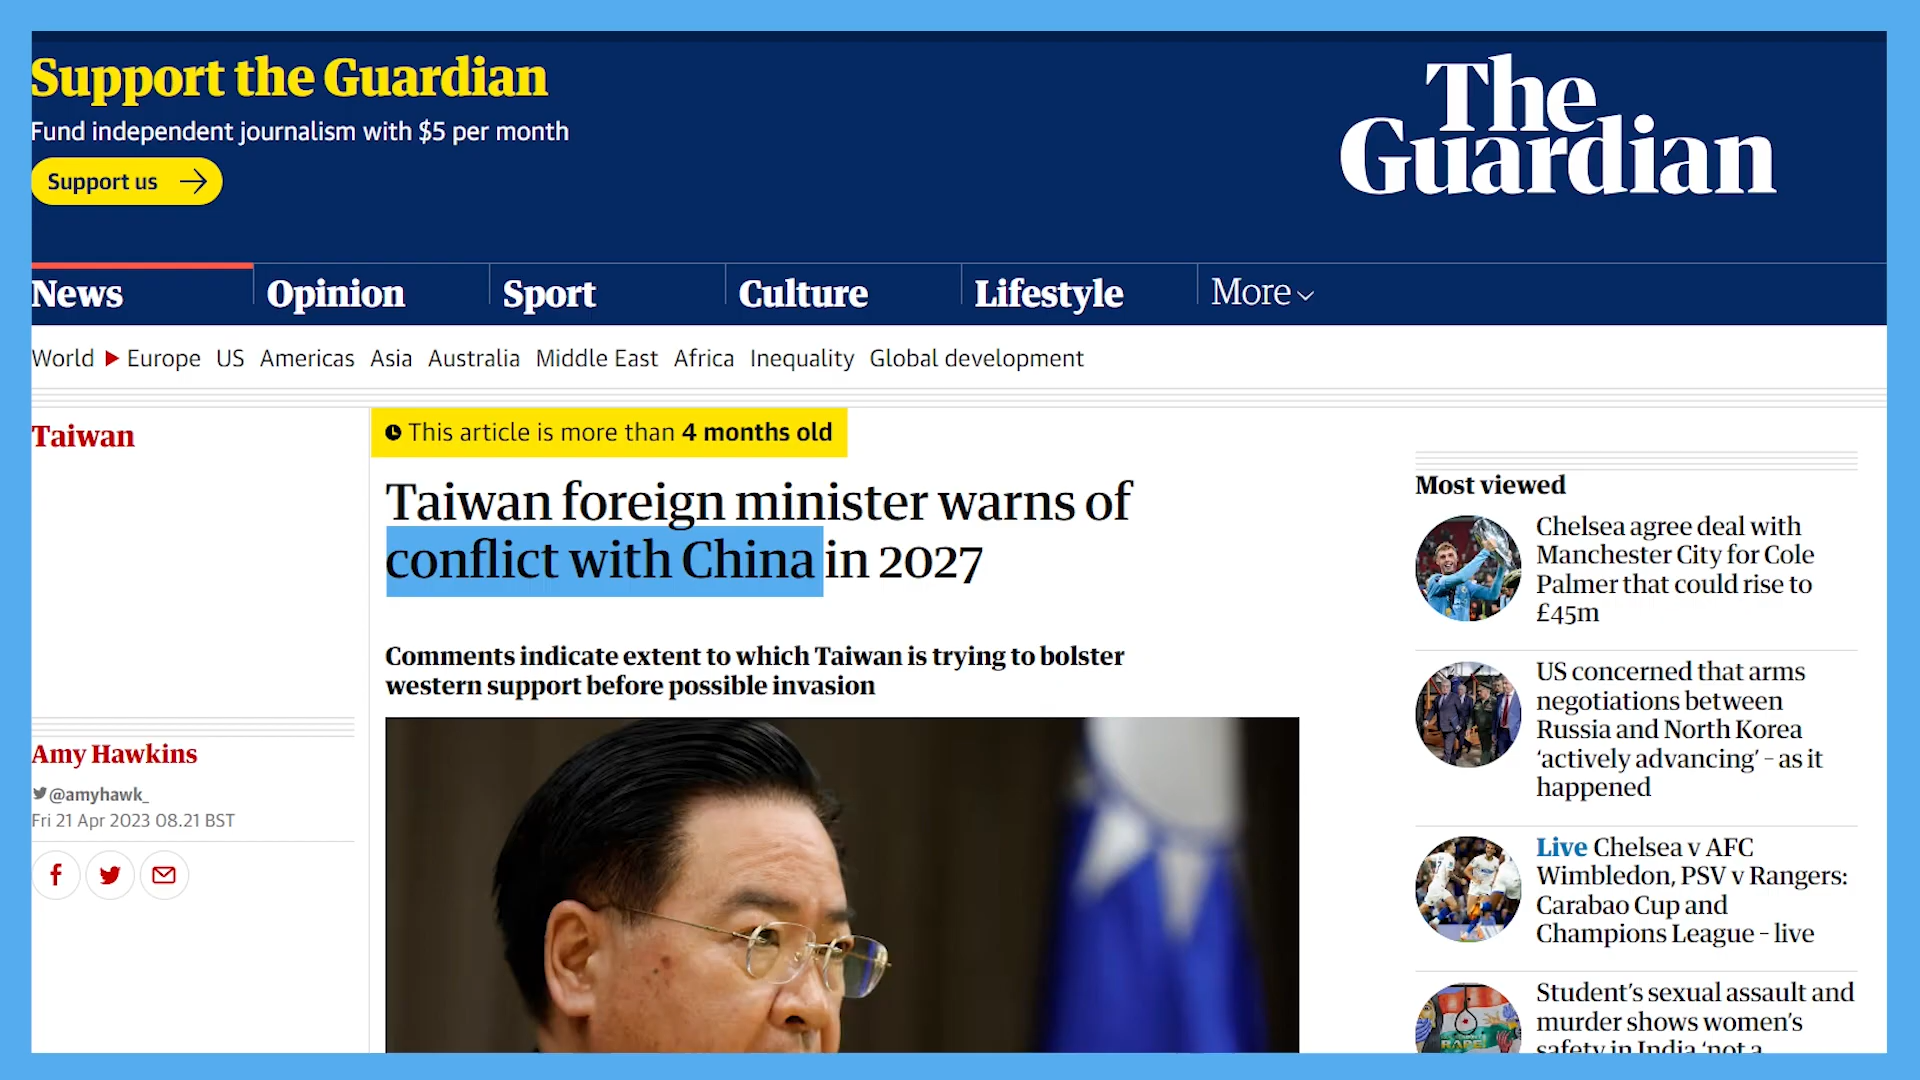 Support the Guardian
Fund independent journalism with $5 per month
Support us
The
Guardian
News
Opinion
Sport
Culture
Lifestyle
More
World
Europe
US
Americas
Asia
Australia
Middle East
Africa
Inequality
Global development
Taiwan
This article is more than 4 months old
Taiwan foreign minister warns of
conflict with China in 2027
Comments indicate extent to which Taiwan is trying to bolster
western support before possible invasion
Amy Hawkins
@amyhawk_
Fri 21 Apr 2023 08.21 BST
Most viewed
Chelsea agree deal with
Manchester City for Cole
Palmer that could rise to
£45m
US concerned that arms
negotiations between
Russia and North Korea
‘actively advancing’ – as it
happened
Live Chelsea v AFC
Wimbledon, PSV v Rangers:
Carabao Cup and
Champions League – live
Student’s sexual assault and
murder shows women’s
safety in India ‘not a
RAPE